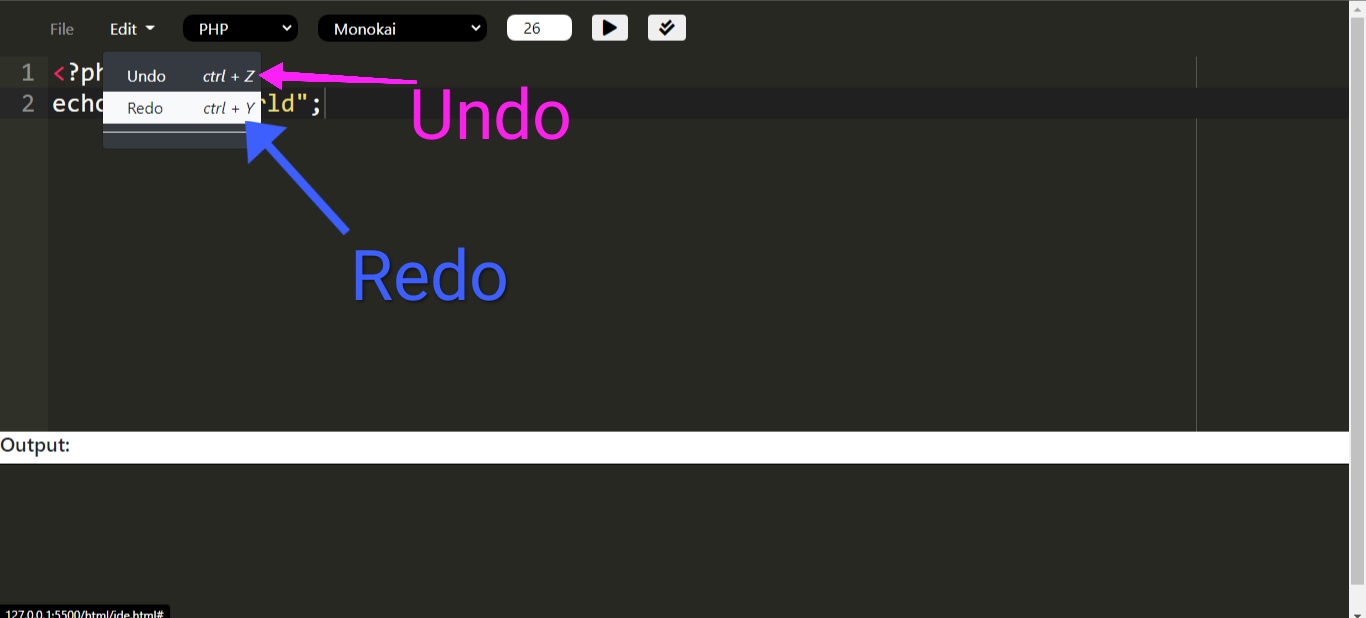 File Edit PHP Monokai 26
1 <?ph
Undo ctrl + Z
2 echo rld";
Redo ctrl + Y
Undo
Redo
Output:
127.0.0.1:5500/html/ide.html#